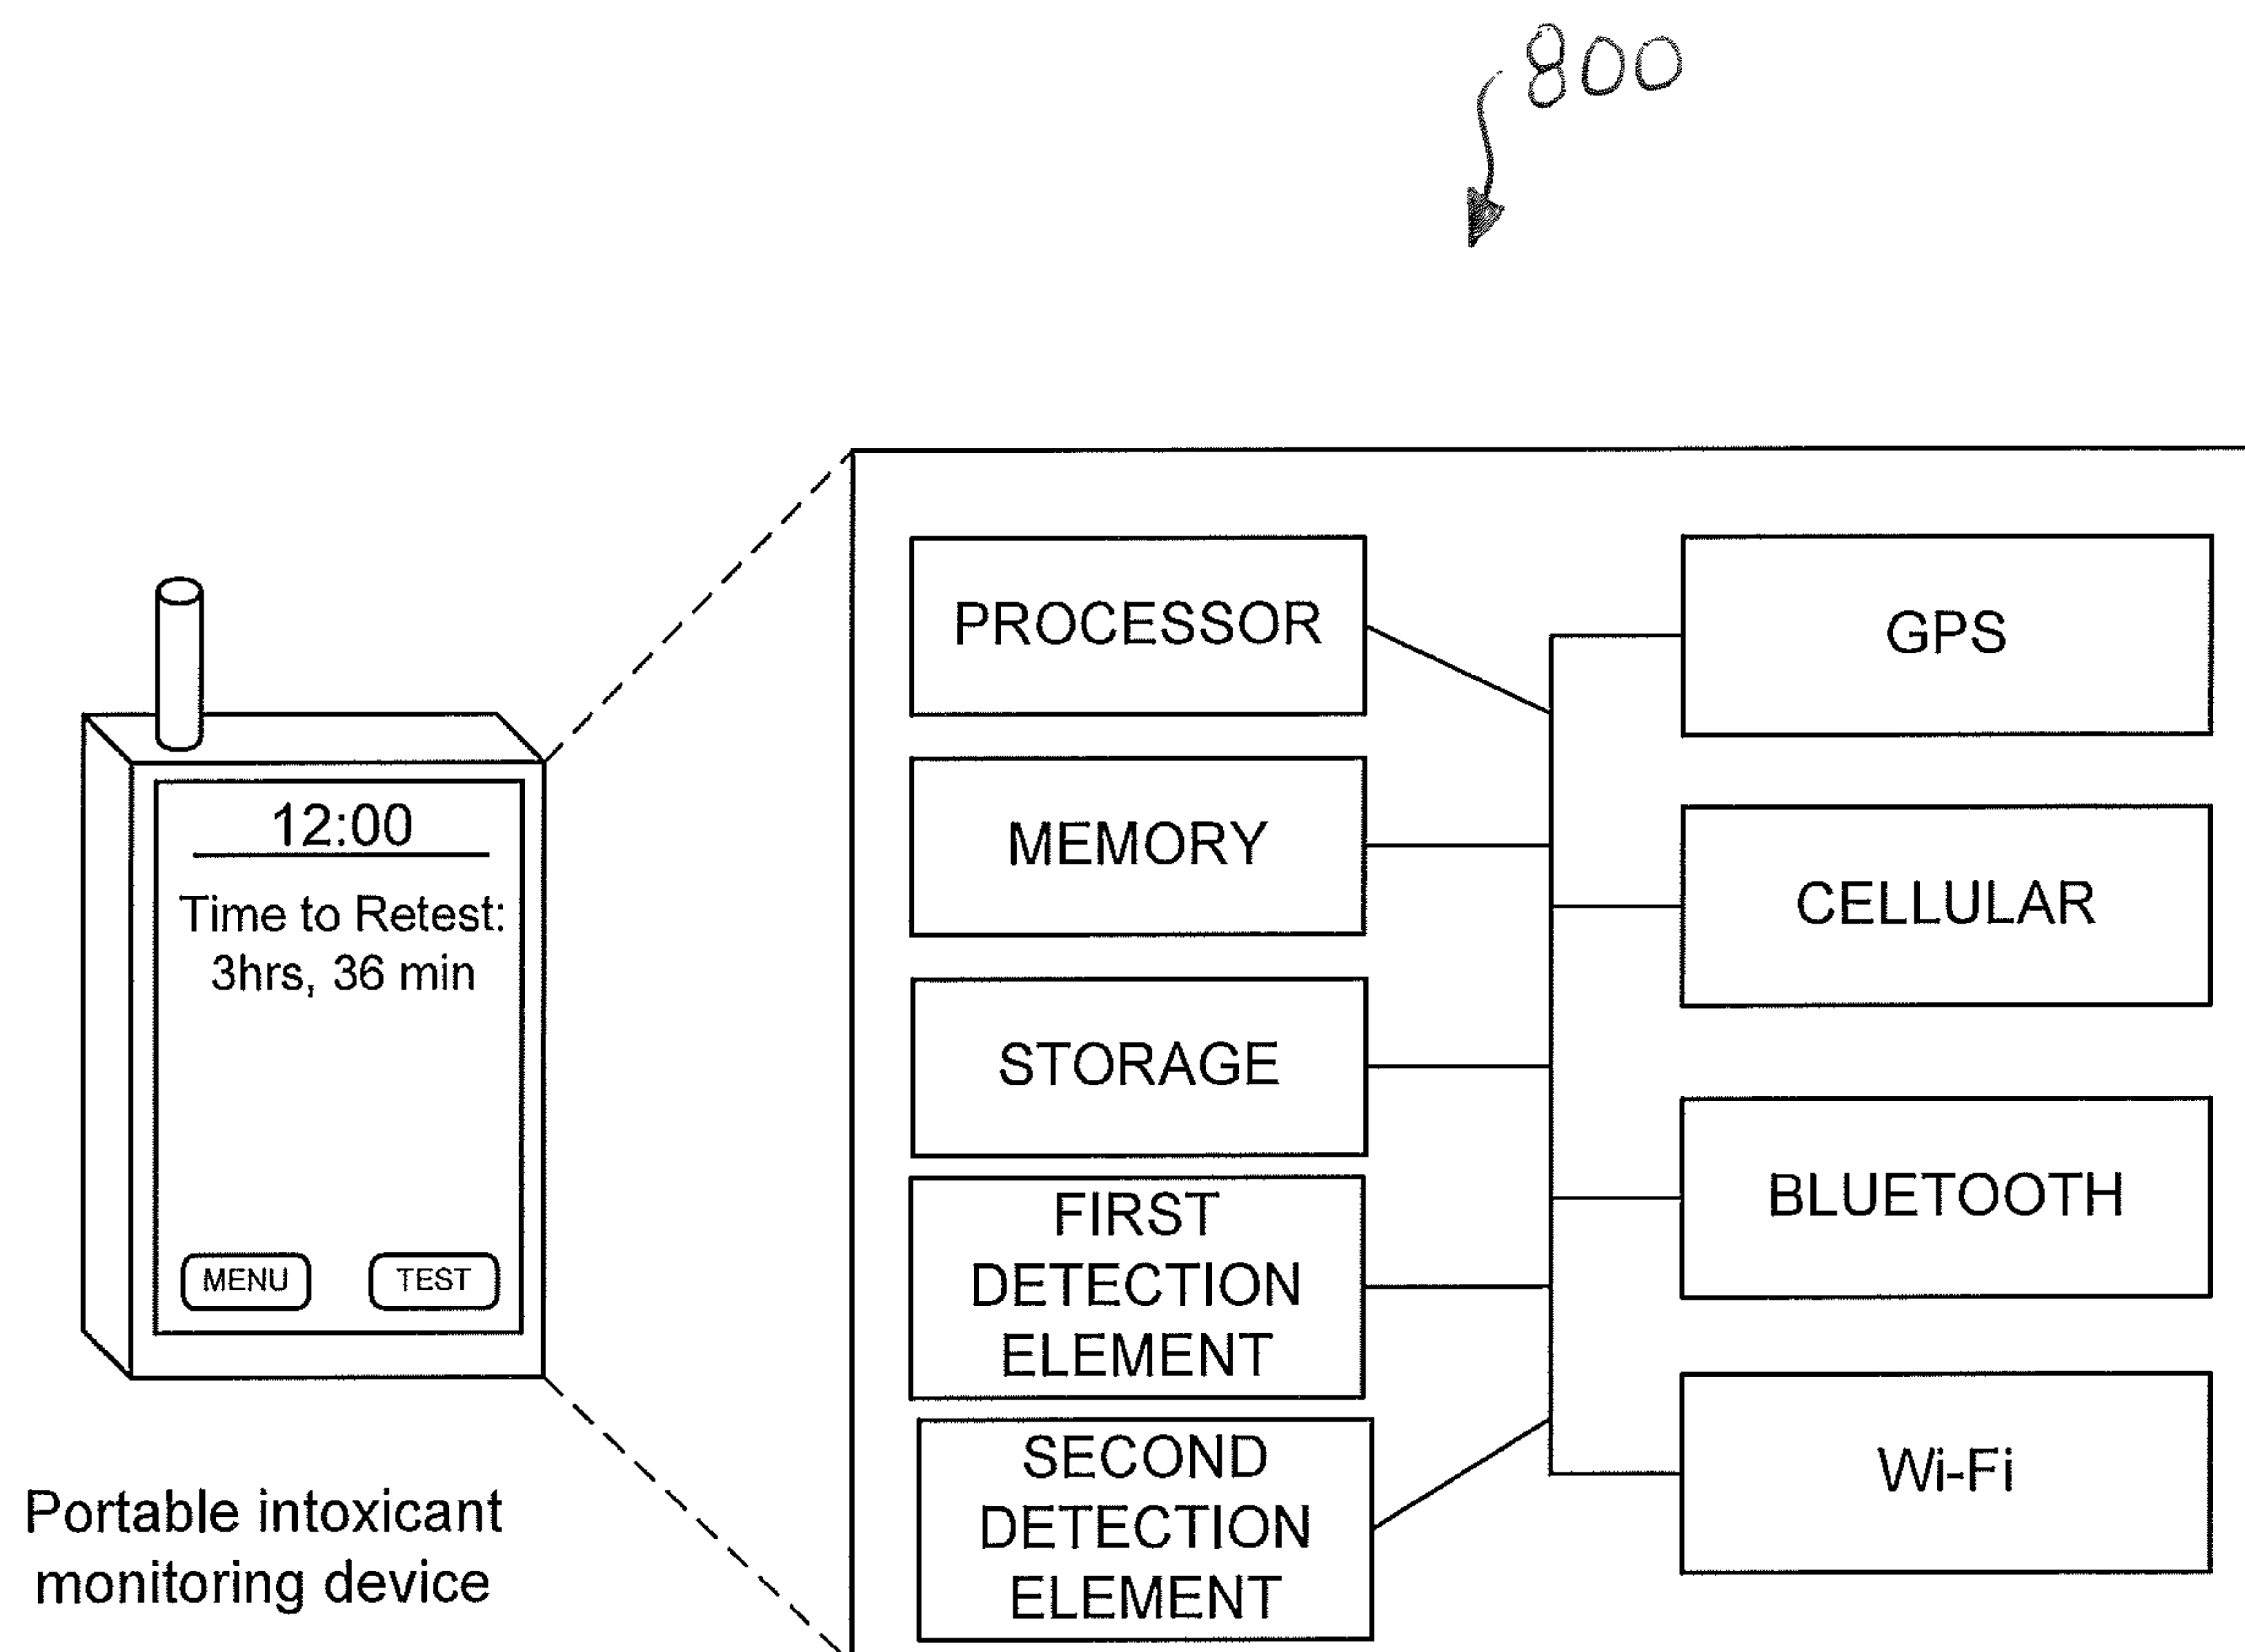 800
12:00
Time to Retest:
3hrs, 36 min
MENU
TEST
Portable intoxicant
monitoring device
PROCESSOR
MEMORY
STORAGE
FIRST
DETECTION
ELEMENT
SECOND
DETECTION
ELEMENT
GPS
CELLULAR
BLUETOOTH
Wi-Fi